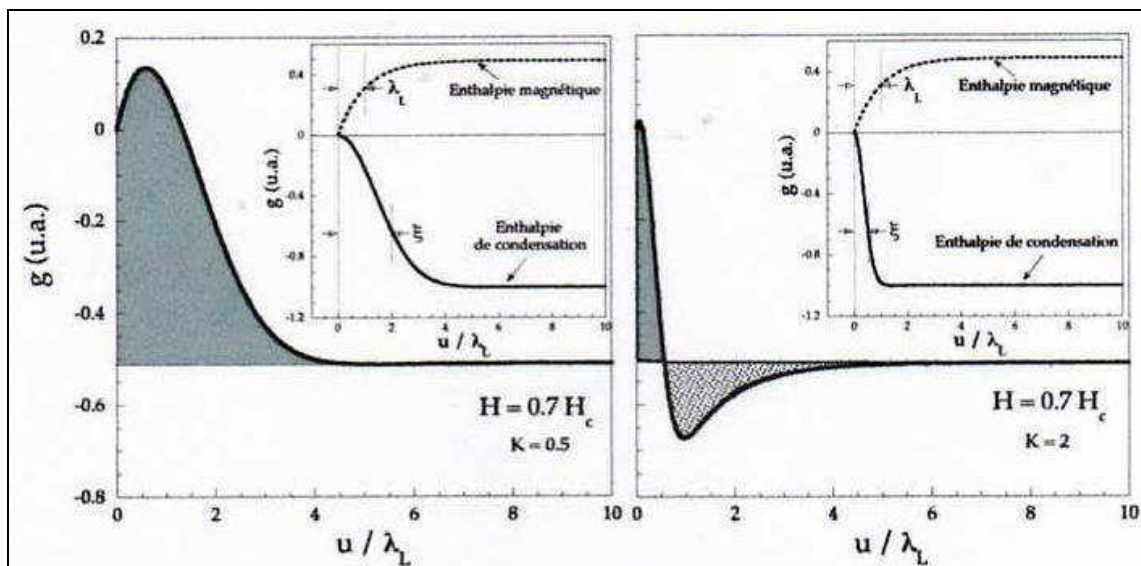 0.2
0
-0.2
-0.4
-0.6
-0.8
g (u.a.)
0 2 4 6 8 10
u / λL
H = 0.7 Hc
K = 0.5
0.4
0
-0.4
-0.8
-1.2
g (u.a.)
0 2 4 6 8 10
u / λL
λL
Enthalpie magnétique
ξ
Enthalpie
de condensation
0 2 4 6 8 10
u / λL
H = 0.7 Hc
K = 2
0.4
0
-0.4
-0.8
-1.2
g (u.a.)
0 2 4 6 8 10
u / λL
λL
Enthalpie magnétique
ξ
Enthalpie de condensation